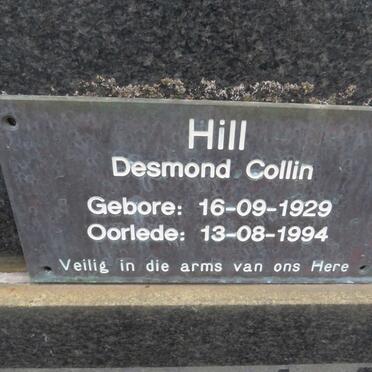 Hill
Desmond Collin
Gebore: 16-09-1929
Oorlede: 13-08-1994
Veilig in die arms van ons Here